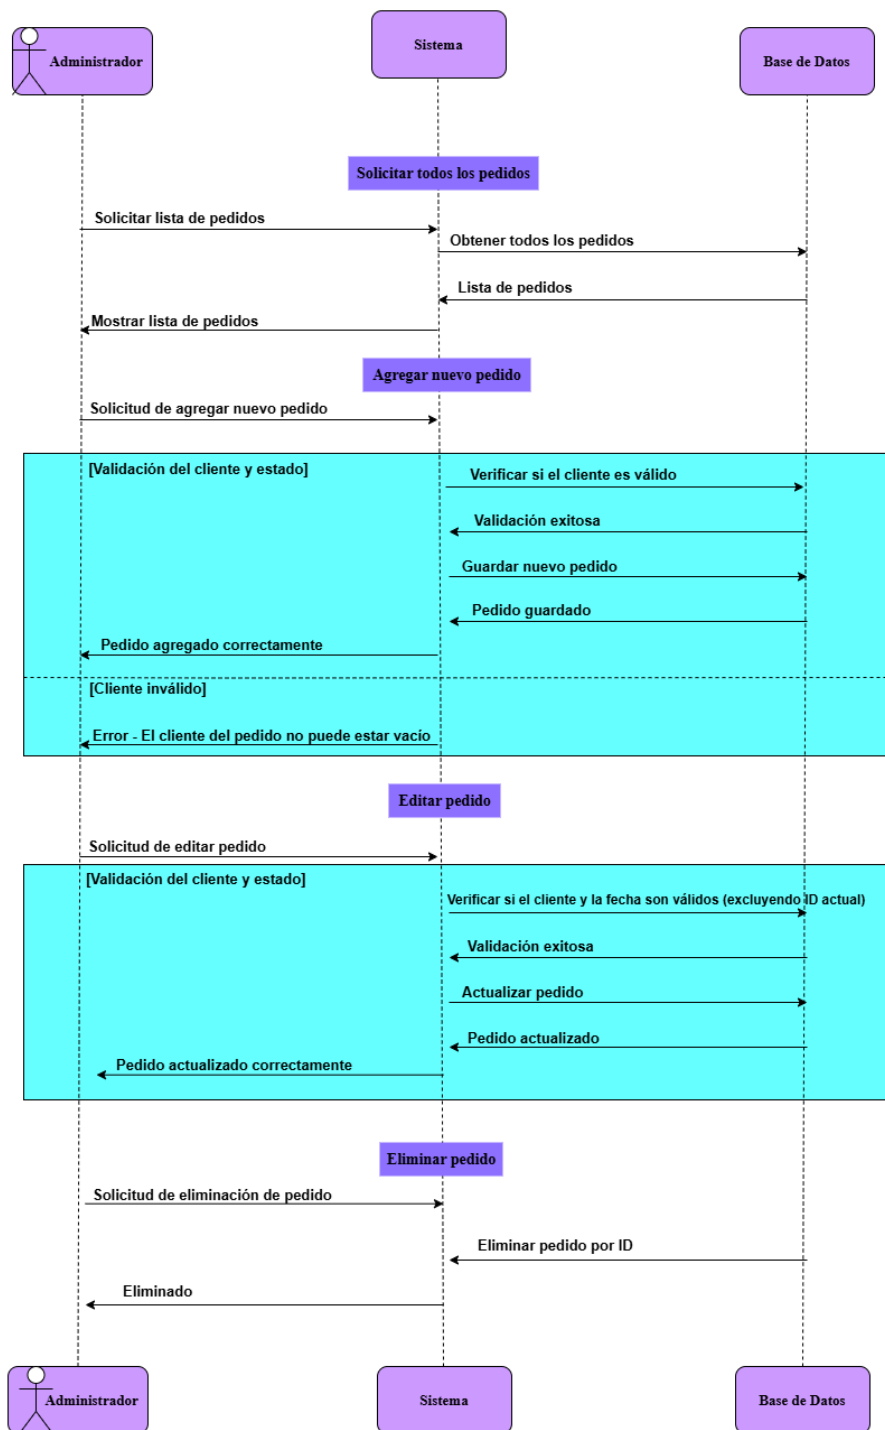 Administrador
Sistema
Base de Datos
Solicitar todos los pedidos
Solicitar lista de pedidos
Obtener todos los pedidos
Lista de pedidos
Mostrar lista de pedidos
Agregar nuevo pedido
Solicitud de agregar nuevo pedido
[Validación del cliente y estado]
Verificar si el cliente es válido
Validación exitosa
Guardar nuevo pedido
Pedido guardado
Pedido agregado correctamente
[Cliente inválido]
Error - El cliente del pedido no puede estar vacío
Editar pedido
Solicitud de editar pedido
[Validación del cliente y estado]
Verificar si el cliente y la fecha son válidos (excluyendo ID actual)
Validación exitosa
Actualizar pedido
Pedido actualizado
Pedido actualizado correctamente
Eliminar pedido
Solicitud de eliminación de pedido
Eliminar pedido por ID
Eliminado
Administrador
Sistema
Base de Datos